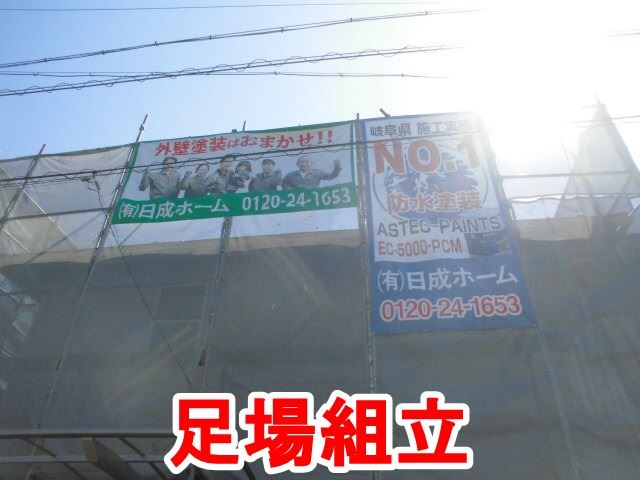 外壁塗装はおまかせ!!
(有)日成ホーム 0120-24-1653
岐阜県 施工実績
NO.1
防水塗装
ASTEC-PAINTS
EC-5000-PCM
(有)日成ホーム
0120-24-1653
足場組立